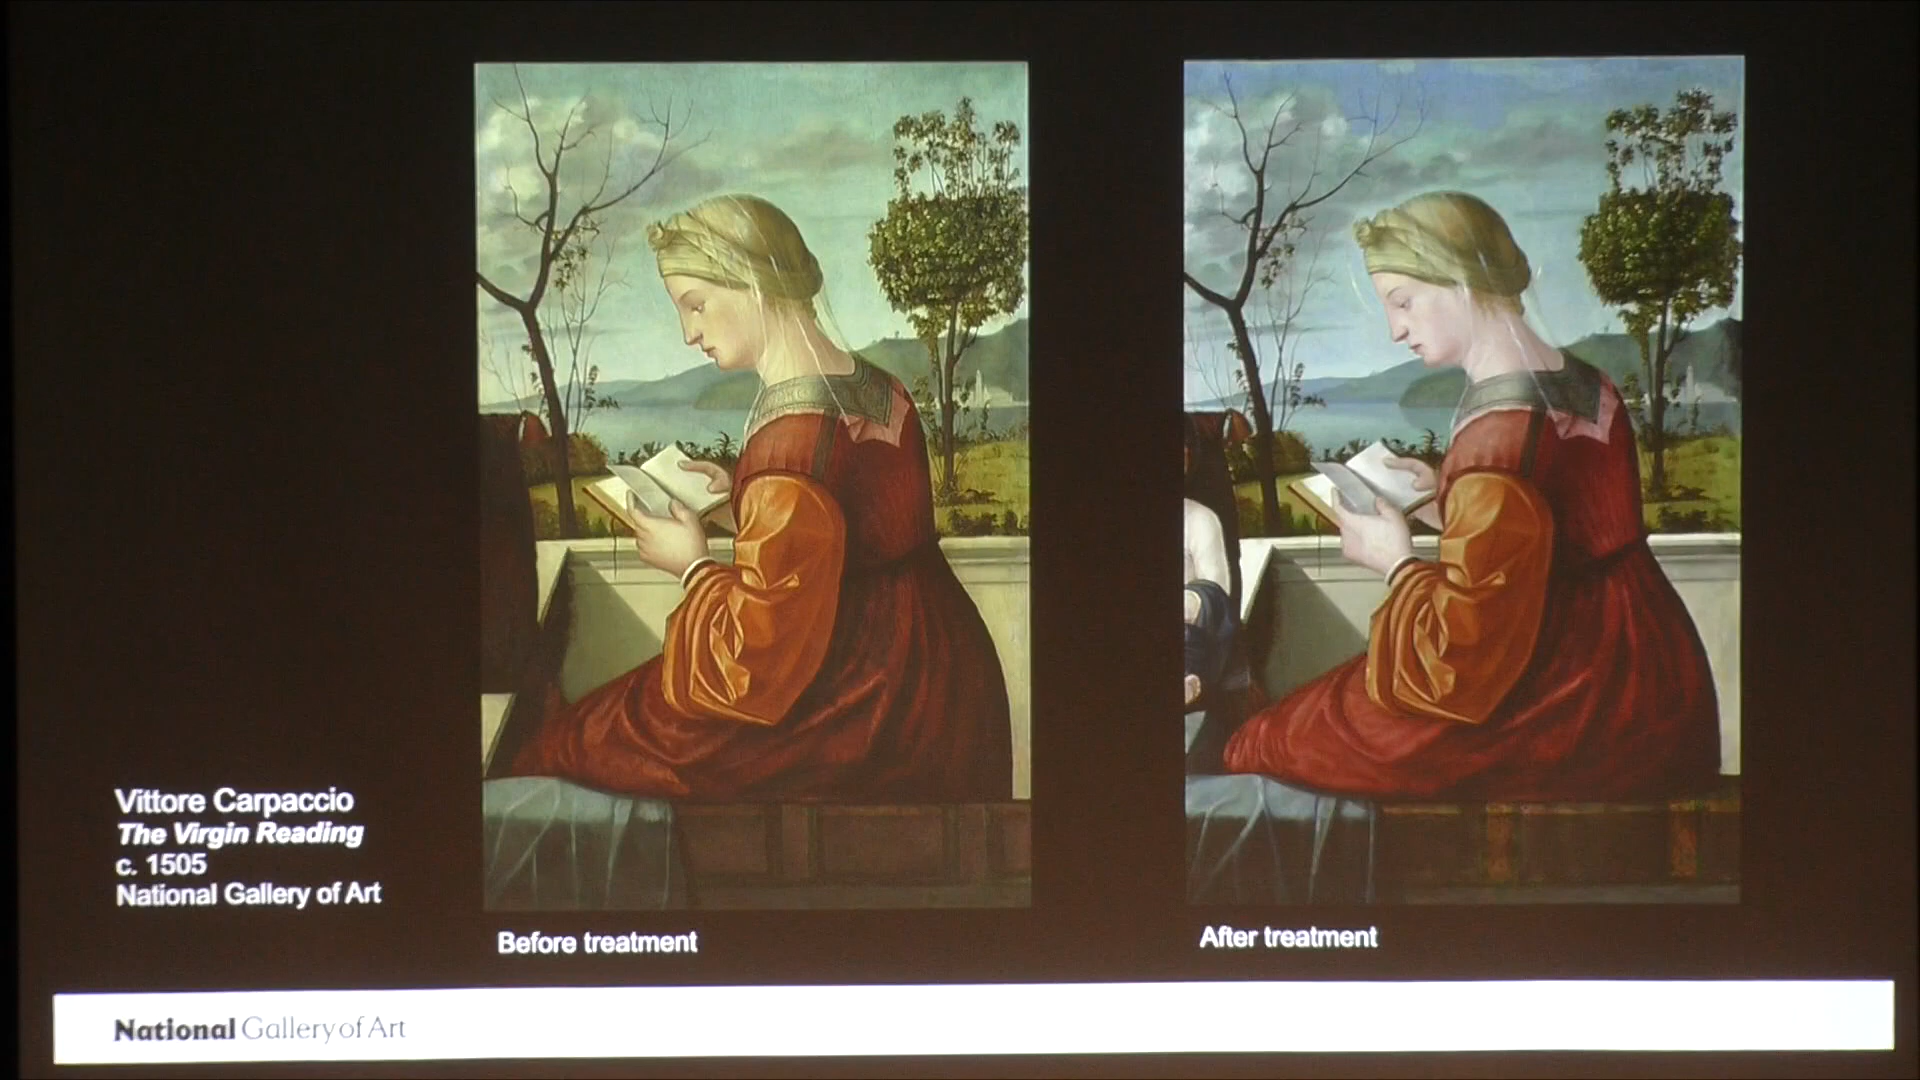 Vittore Carpaccio
The Virgin Reading
c. 1505
National Gallery of Art
Before treatment
After treatment
National Gallery of Art